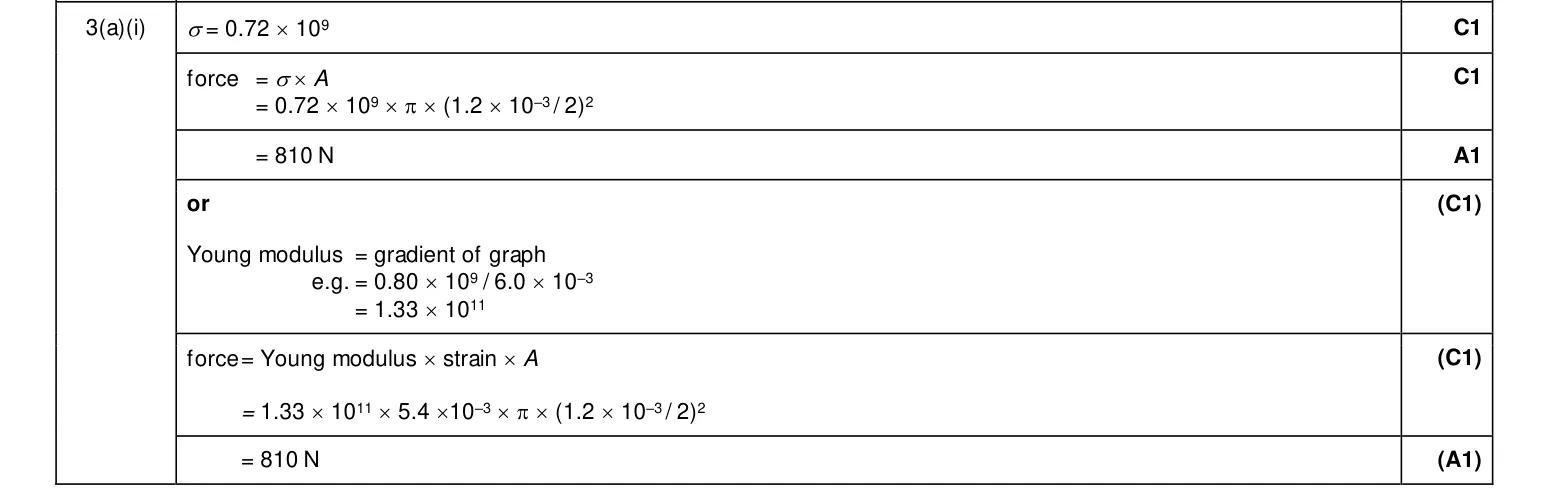 3(a)(i) σ = 0.72 × 10⁹ C1
force = σ × A C1
= 0.72 × 10⁹ × π × (1.2 × 10⁻³ / 2)²
= 810 N A1
or (C1)
Young modulus = gradient of graph
e.g. = 0.80 × 10⁹ / 6.0 × 10⁻³
= 1.33 × 10¹¹
force = Young modulus × strain × A (C1)
= 1.33 × 10¹¹ × 5.4 ×10⁻³ × π × (1.2 × 10⁻³ / 2)²
= 810 N (A1)